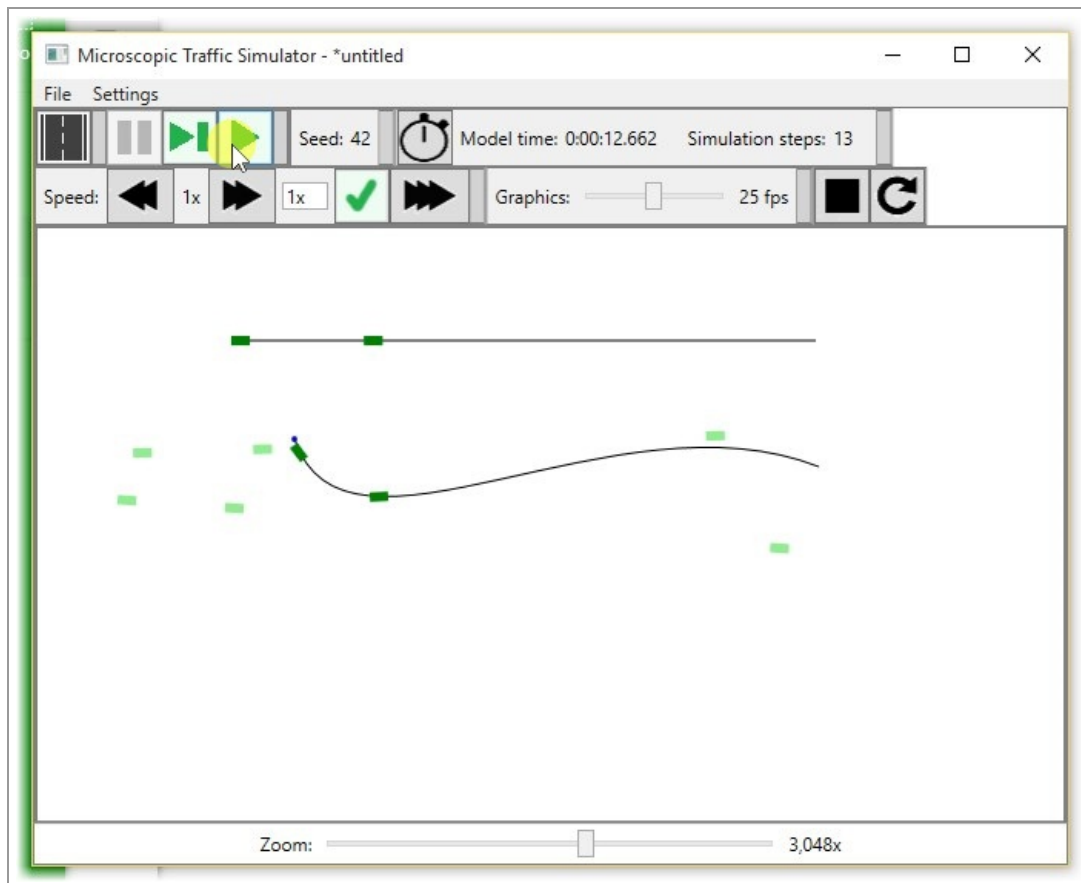 Microscopic Traffic Simulator - *untitled
File Settings
Seed: 42 Model time: 0:00:12.662 Simulation steps: 13
Speed: 1x 1x Graphics: 25 fps
Zoom: 3,048x